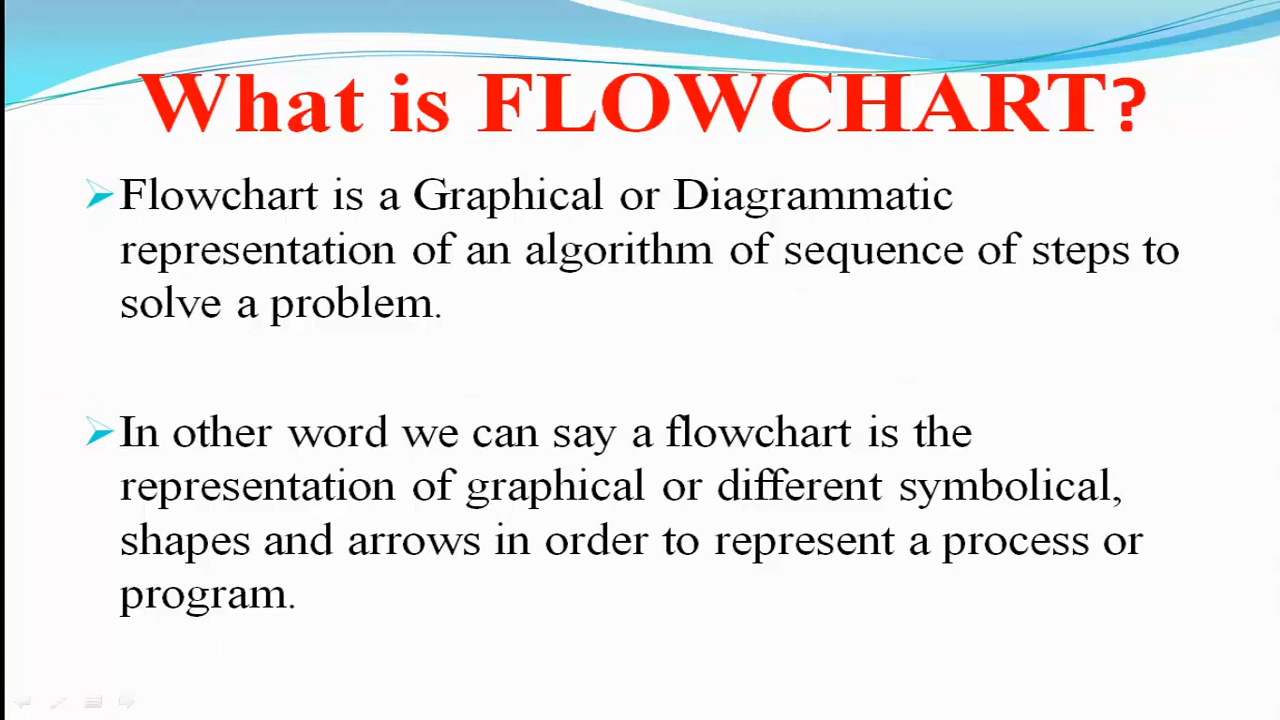 What is FLOWCHART?
Flowchart is a Graphical or Diagrammatic
representation of an algorithm of sequence of steps to
solve a problem.
In other word we can say a flowchart is the
representation of graphical or different symbolical,
shapes and arrows in order to represent a process or
program.